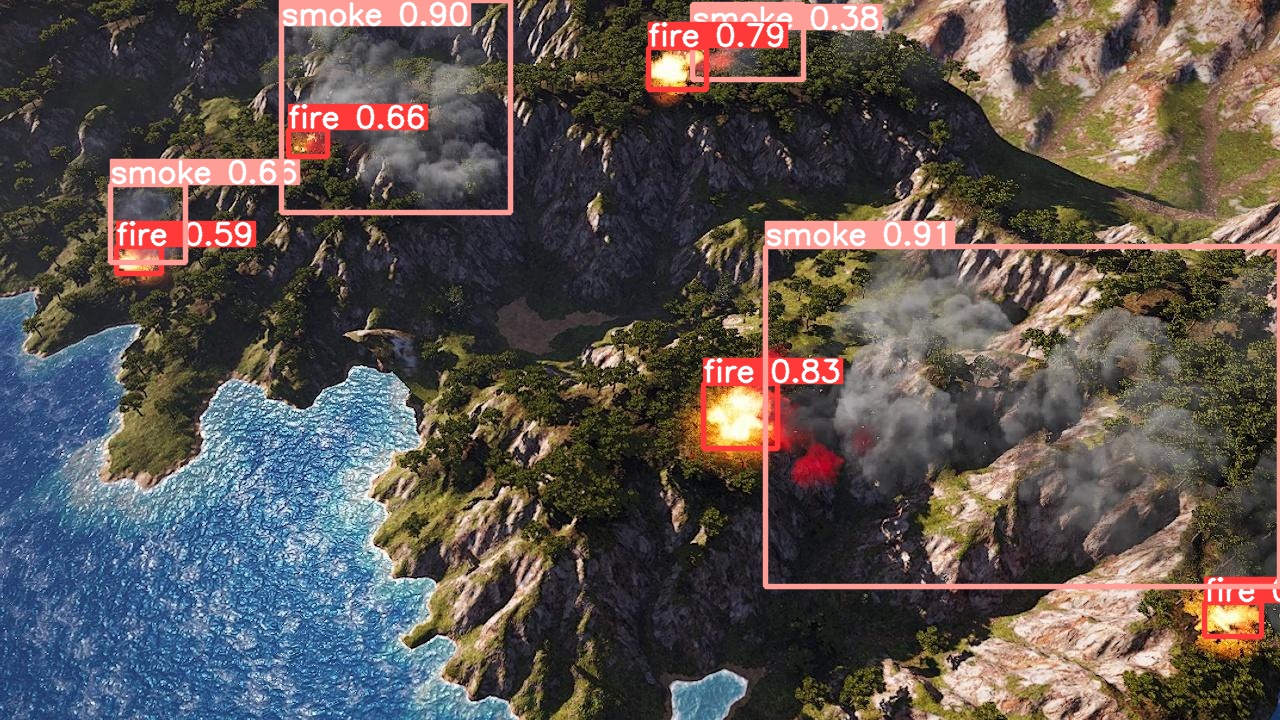 smoke 0.90
smoke 0.38
fire 0.79
fire 0.66
smoke 0.66
fire 0.59
smoke 0.91
fire 0.83
fire